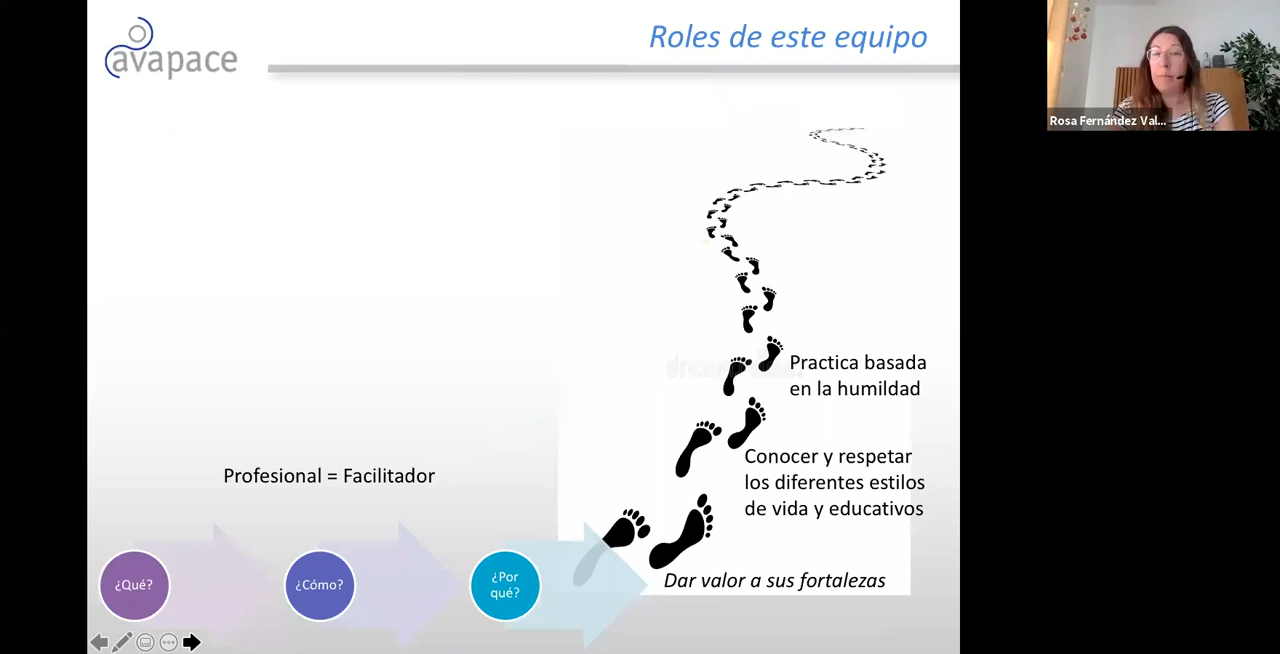 avapace
Roles de este equipo
Rosa Fernández Val...
Practica basada
en la humildad
Conocer y respetar
los diferentes estilos
de vida y educativos
Profesional = Facilitador
¿Qué?
¿Cómo?
¿Por
qué?
Dar valor a sus fortalezas